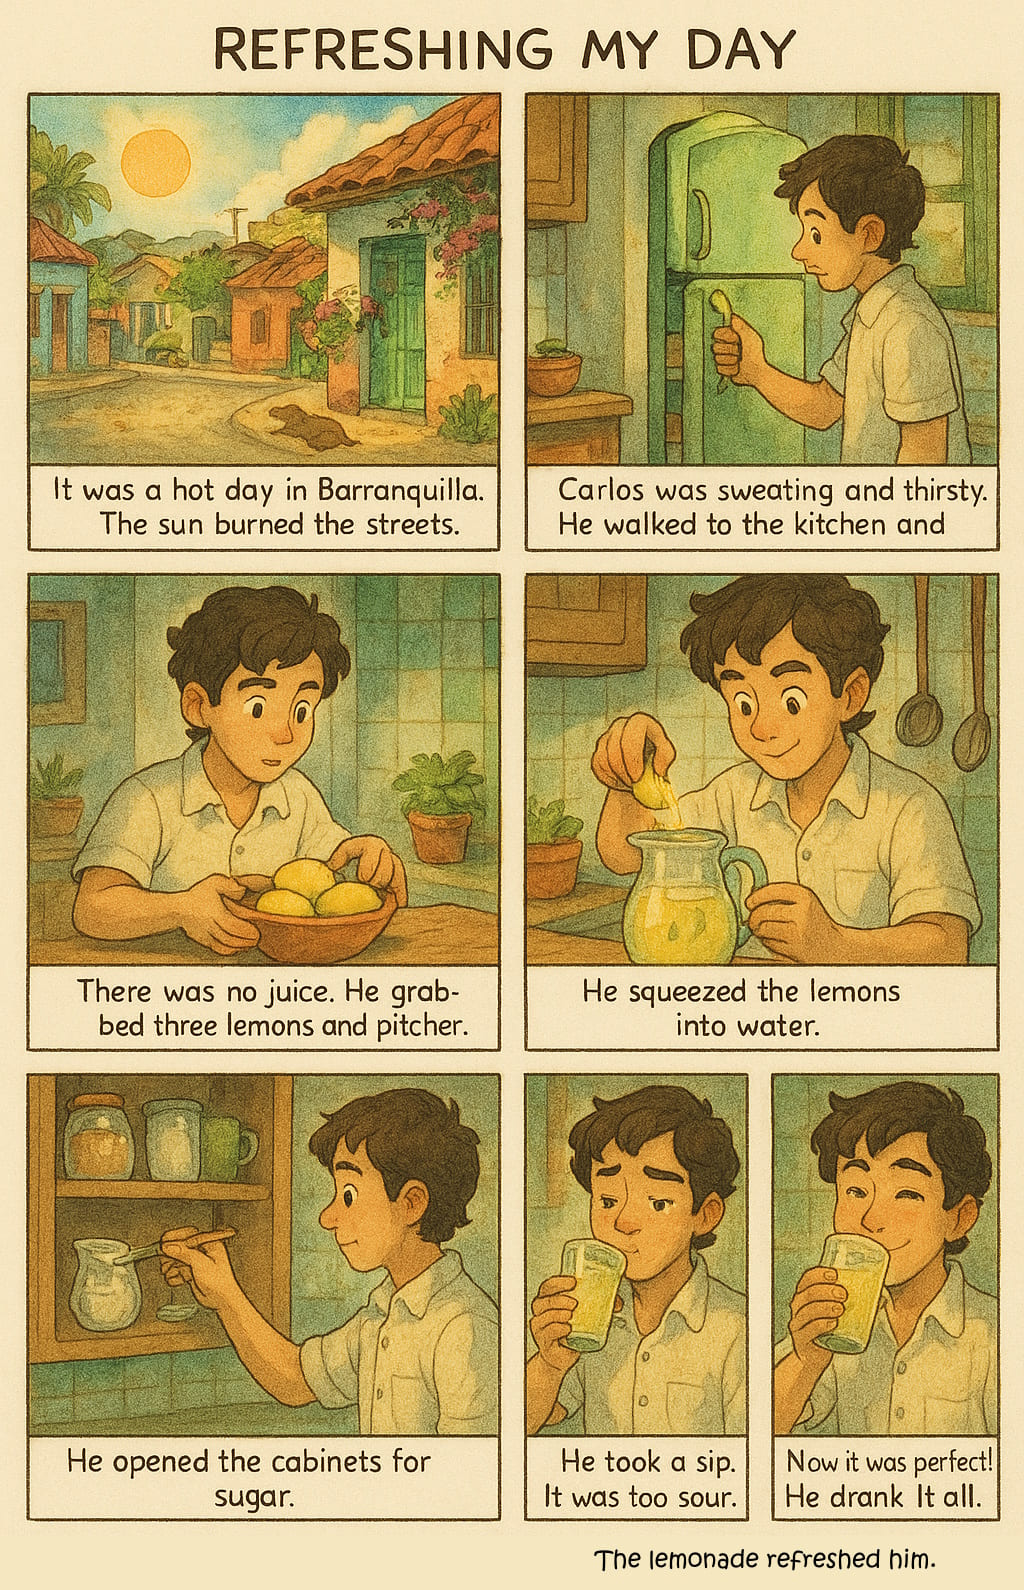 REFRESHING MY DAY
It was a hot day in Barranquilla.
The sun burned the streets.
Carlos was sweating and thirsty.
He walked to the kitchen and
There was no juice. He grab-
bed three lemons and pitcher.
He squeezed the lemons
into water.
He opened the cabinets for
sugar.
He took a sip.
It was too sour.
Now it was perfect!
He drank It all.
The lemonade refreshed him.